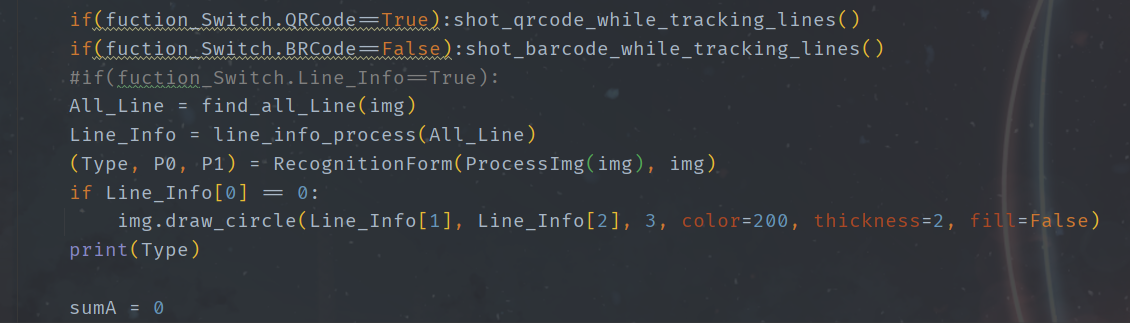 if(fuction_Switch.QRCode==True):shot_qrcode_while_tracking_lines()
if(fuction_Switch.BRCode==False):shot_barcode_while_tracking_lines()
#if(fuction_Switch.Line_Info==True):
All_Line = find_all_Line(img)
Line_Info = line_info_process(All_Line)
(Type, P0, P1) = RecognitionForm(ProcessImg(img), img)
if Line_Info[0] == 0:
    img.draw_circle(Line_Info[1], Line_Info[2], 3, color=200, thickness=2, fill=False)
print(Type)
sumA = 0